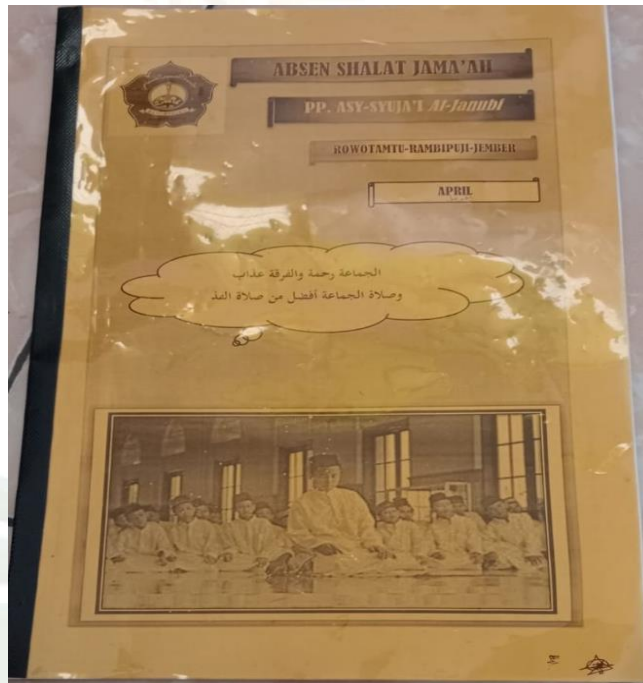 ABSEN SHALAT JAMA'AH
PP. ASY-SYUJA'I Al-Janubi
ROWOTAMTU-RAMBIPUJI-JEMBER
APRIL
الجماعة رحمة والفرقة عذاب
وصلاة الجماعة أفضل من صلاة الفذ